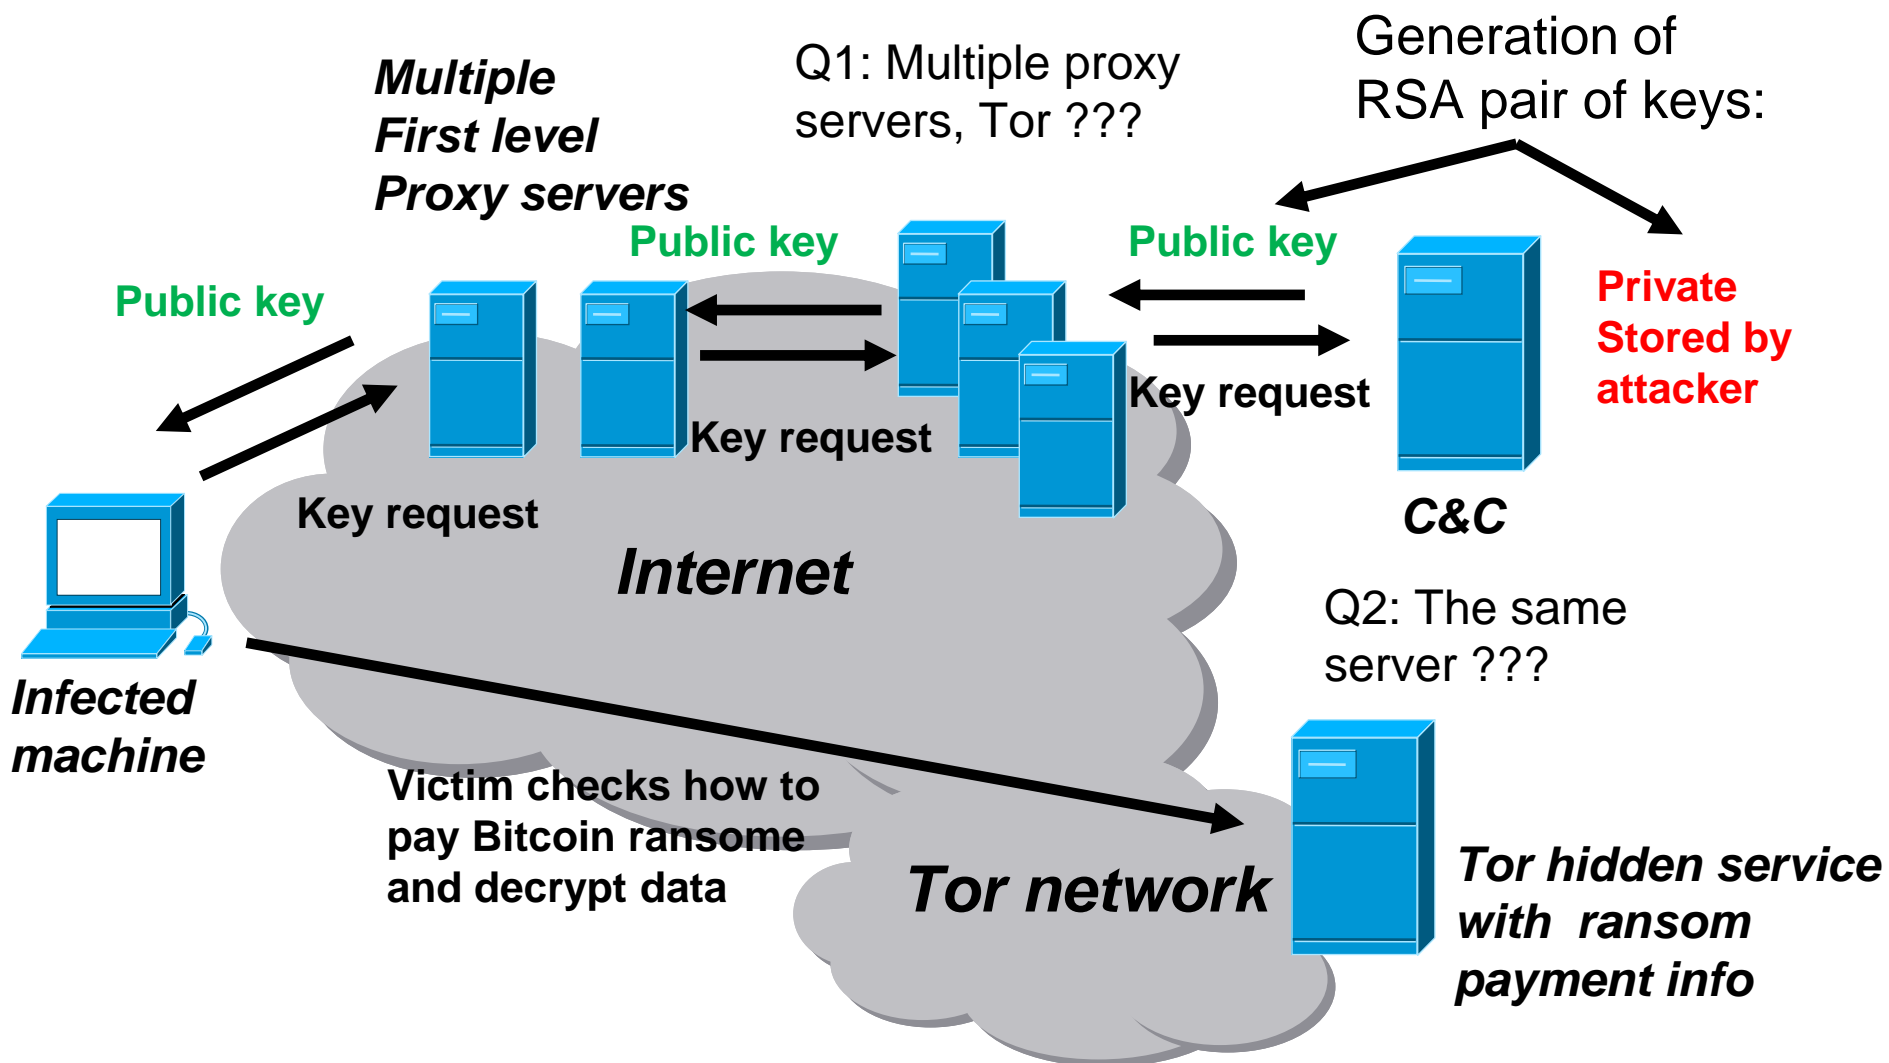 Multiple
First level
Proxy servers
Q1: Multiple proxy
servers, Tor ???
Generation of
RSA pair of keys:
Public key
Public key
Public key
Private
Stored by
attacker
Key request
Key request
Key request
C&C
Internet
Q2: The same
server ???
Infected
machine
Victim checks how to
pay Bitcoin ransome
and decrypt data
Tor network
Tor hidden service
with ransom
payment info